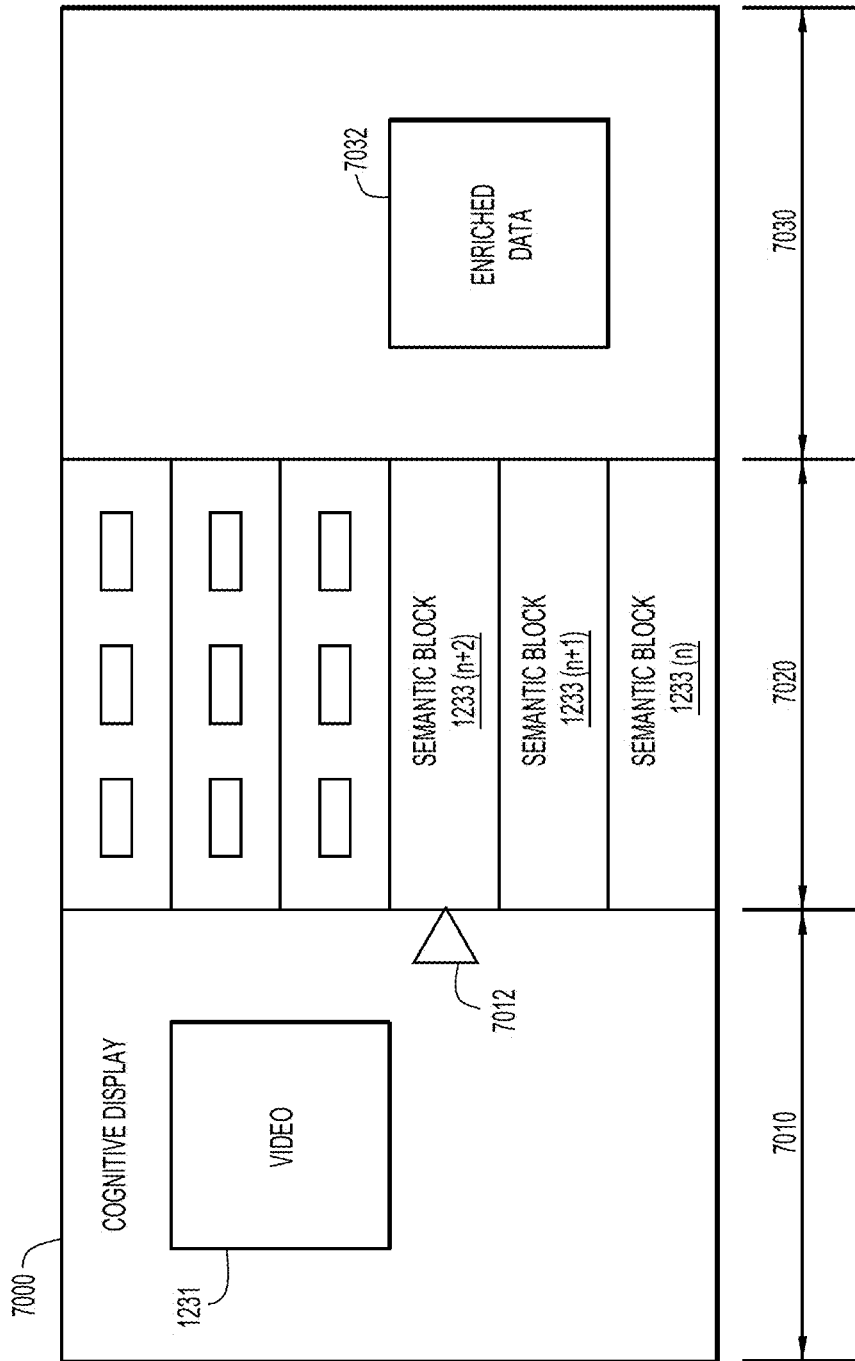 7000
COGNITIVE DISPLAY
1231
VIDEO
7012
SEMANTIC BLOCK
1233 (n+2)
SEMANTIC BLOCK
1233 (n+1)
SEMANTIC BLOCK
1233 (n)
7032
ENRICHED
DATA
7010
7020
7030